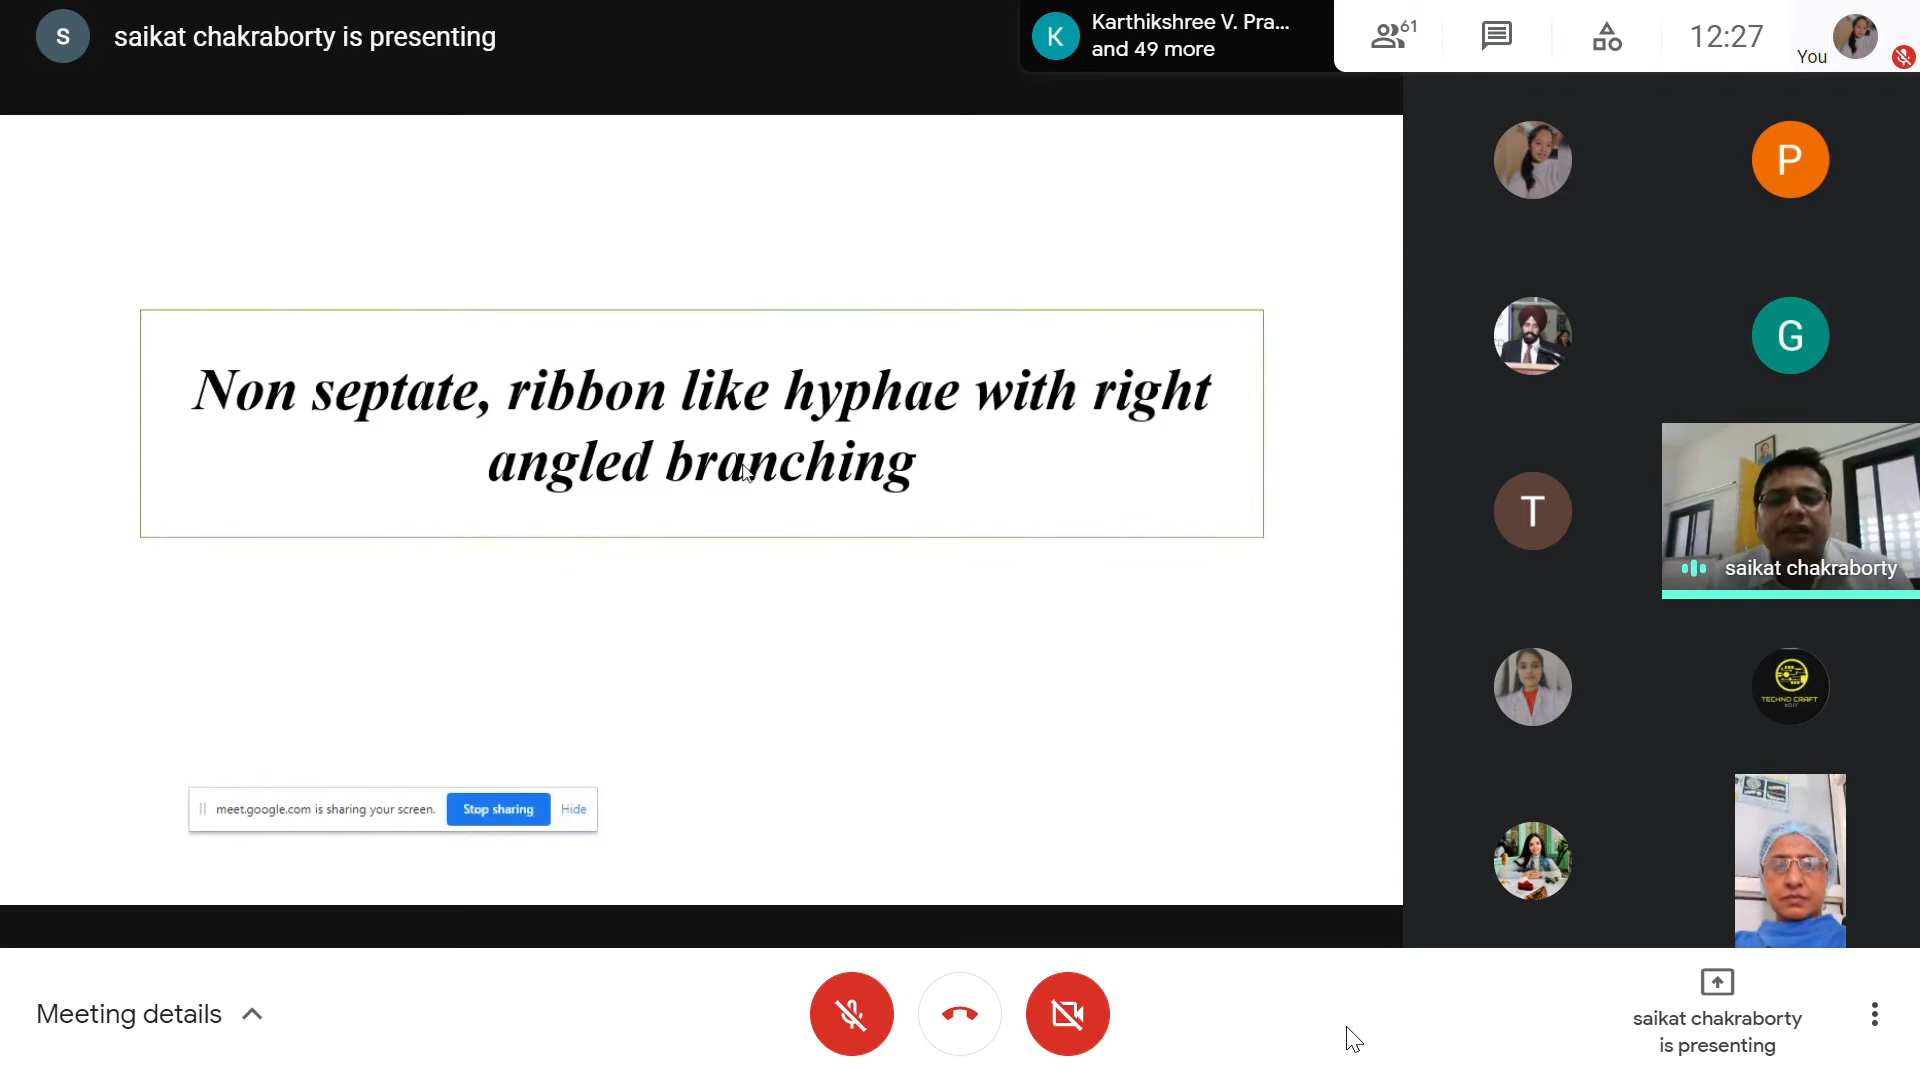 S
saikat chakraborty is presenting
K
Karthikshree V. Pra...
and 49 more
61
12:27
You
P
G
Non septate, ribbon like hyphae with right
angled branching
T
saikat chakraborty
TECHNO CRAFT
meet.google.com is sharing your screen.
Stop sharing
Hide
Meeting details
saikat chakraborty
is presenting